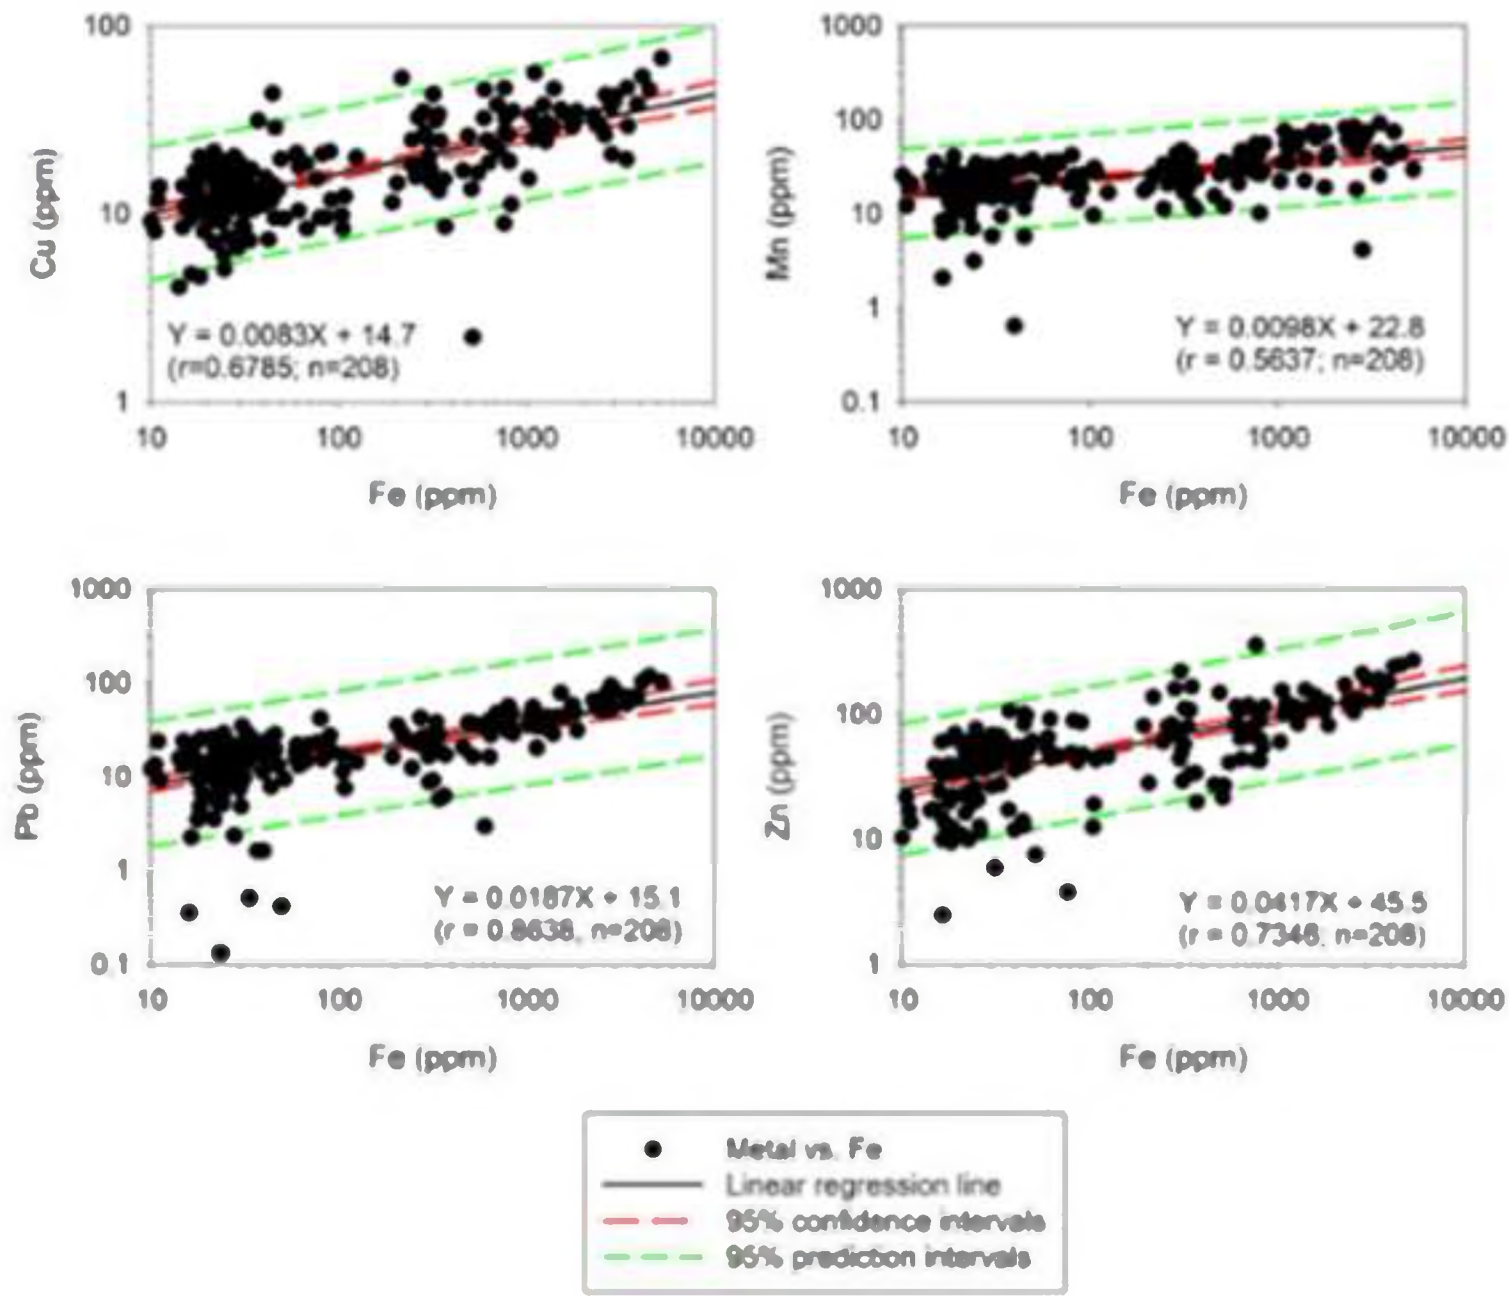 100
10
1
Cu (ppm)
Y = 0.0083X + 14.7
(r=0.6785; n=208)
10 100 1000 10000
Fe (ppm)
1000
100
10
1
0.1
Mn (ppm)
Y = 0.0098X + 22.8
(r = 0.5637; n=208)
10 100 1000 10000
Fe (ppm)
1000
100
10
1
0.1
Pb (ppm)
Y = 0.0187X + 15.1
(r = 0.8638, n=208)
10 100 1000 10000
Fe (ppm)
1000
100
10
1
Zn (ppm)
Y = 0.0417X + 45.5
(r = 0.7346, n=208)
10 100 1000 10000
Fe (ppm)
Metal vs. Fe
Linear regression line
95% confidence intervals
95% prediction intervals